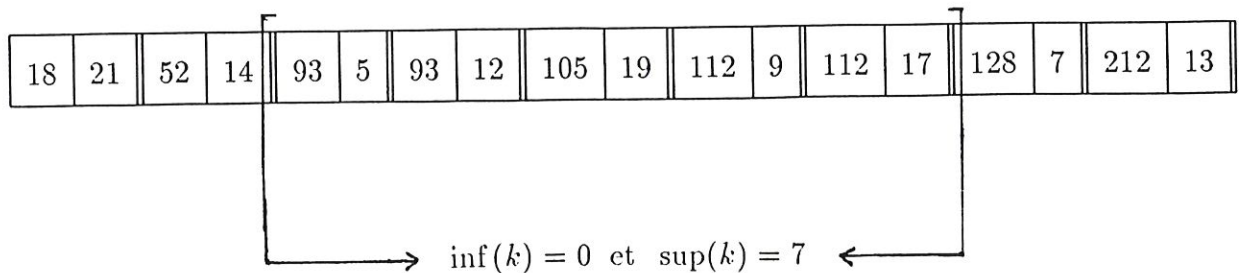 18 21 52 14 93 5 93 12 105 19 112 9 112 17 128 7 212 13
inf(k) = 0 et sup(k) = 7